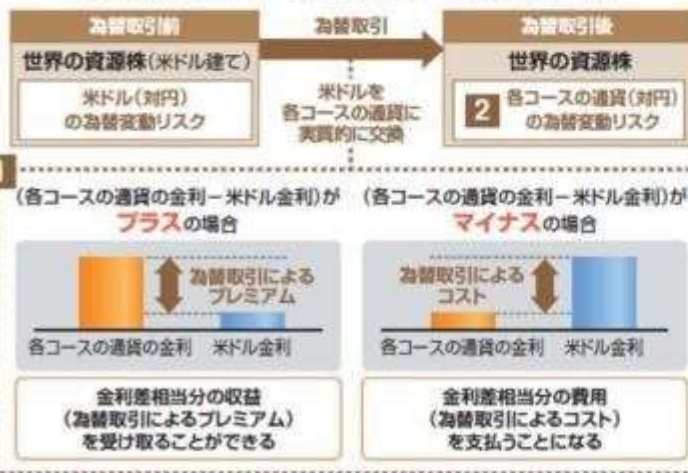 為替取引前
為替取引
為替取引後
世界の資源株(米ドル建て)
世界の資源株
米ドル(対円)
の為替変動リスク
米ドルを
各コースの通貨に
実質的に交換
2
各コースの通貨(対円)
の為替変動リスク
(各コースの通貨の金利－米ドル金利)が
プラスの場合
(各コースの通貨の金利－米ドル金利)が
マイナスの場合
為替取引による
プレミアム
各コースの通貨の金利
米ドル金利
為替取引による
コスト
各コースの通貨の金利
米ドル金利
金利差相当分の収益
(為替取引によるプレミアム)
を受け取ることができる
金利差相当分の費用
(為替取引によるコスト)
を支払うことになる